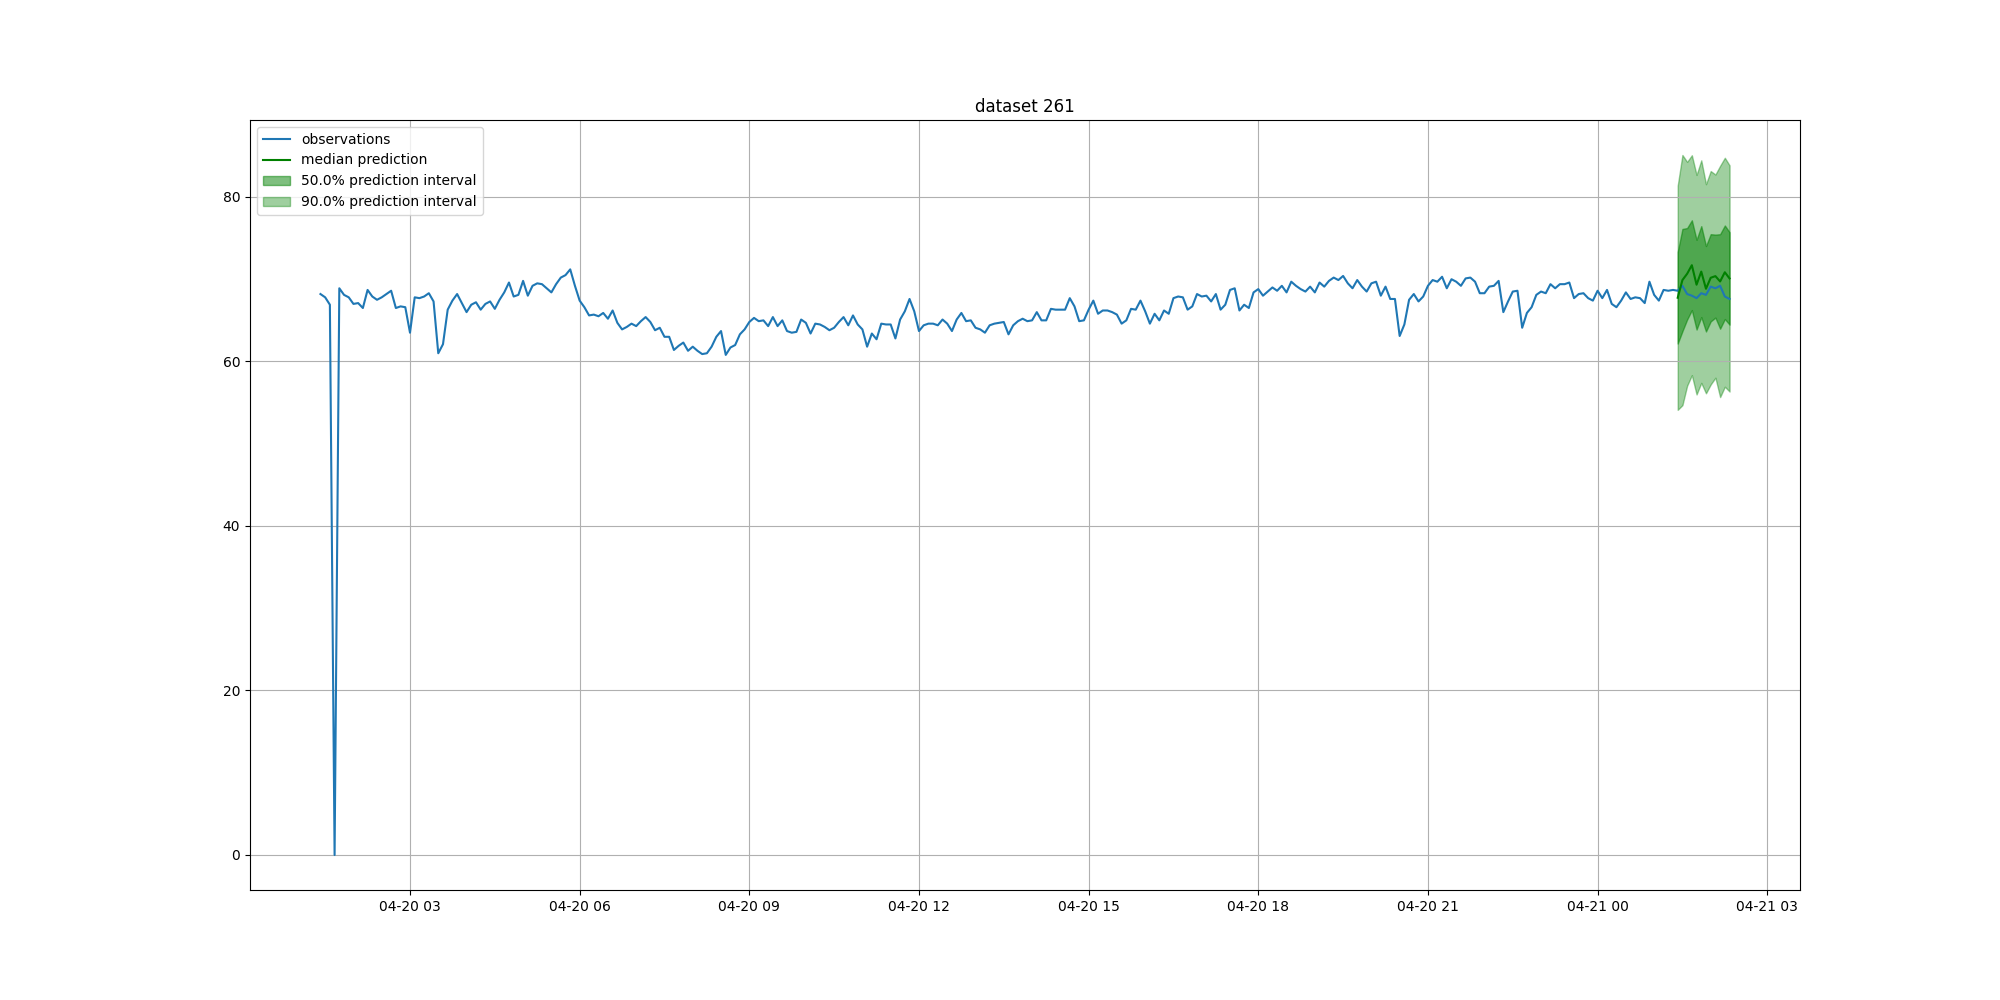 dataset 261
observations
median prediction
50.0% prediction interval
90.0% prediction interval
80
60
40
20
0
04-20 03
04-20 06
04-20 09
04-20 12
04-20 15
04-20 18
04-20 21
04-21 00
04-21 03